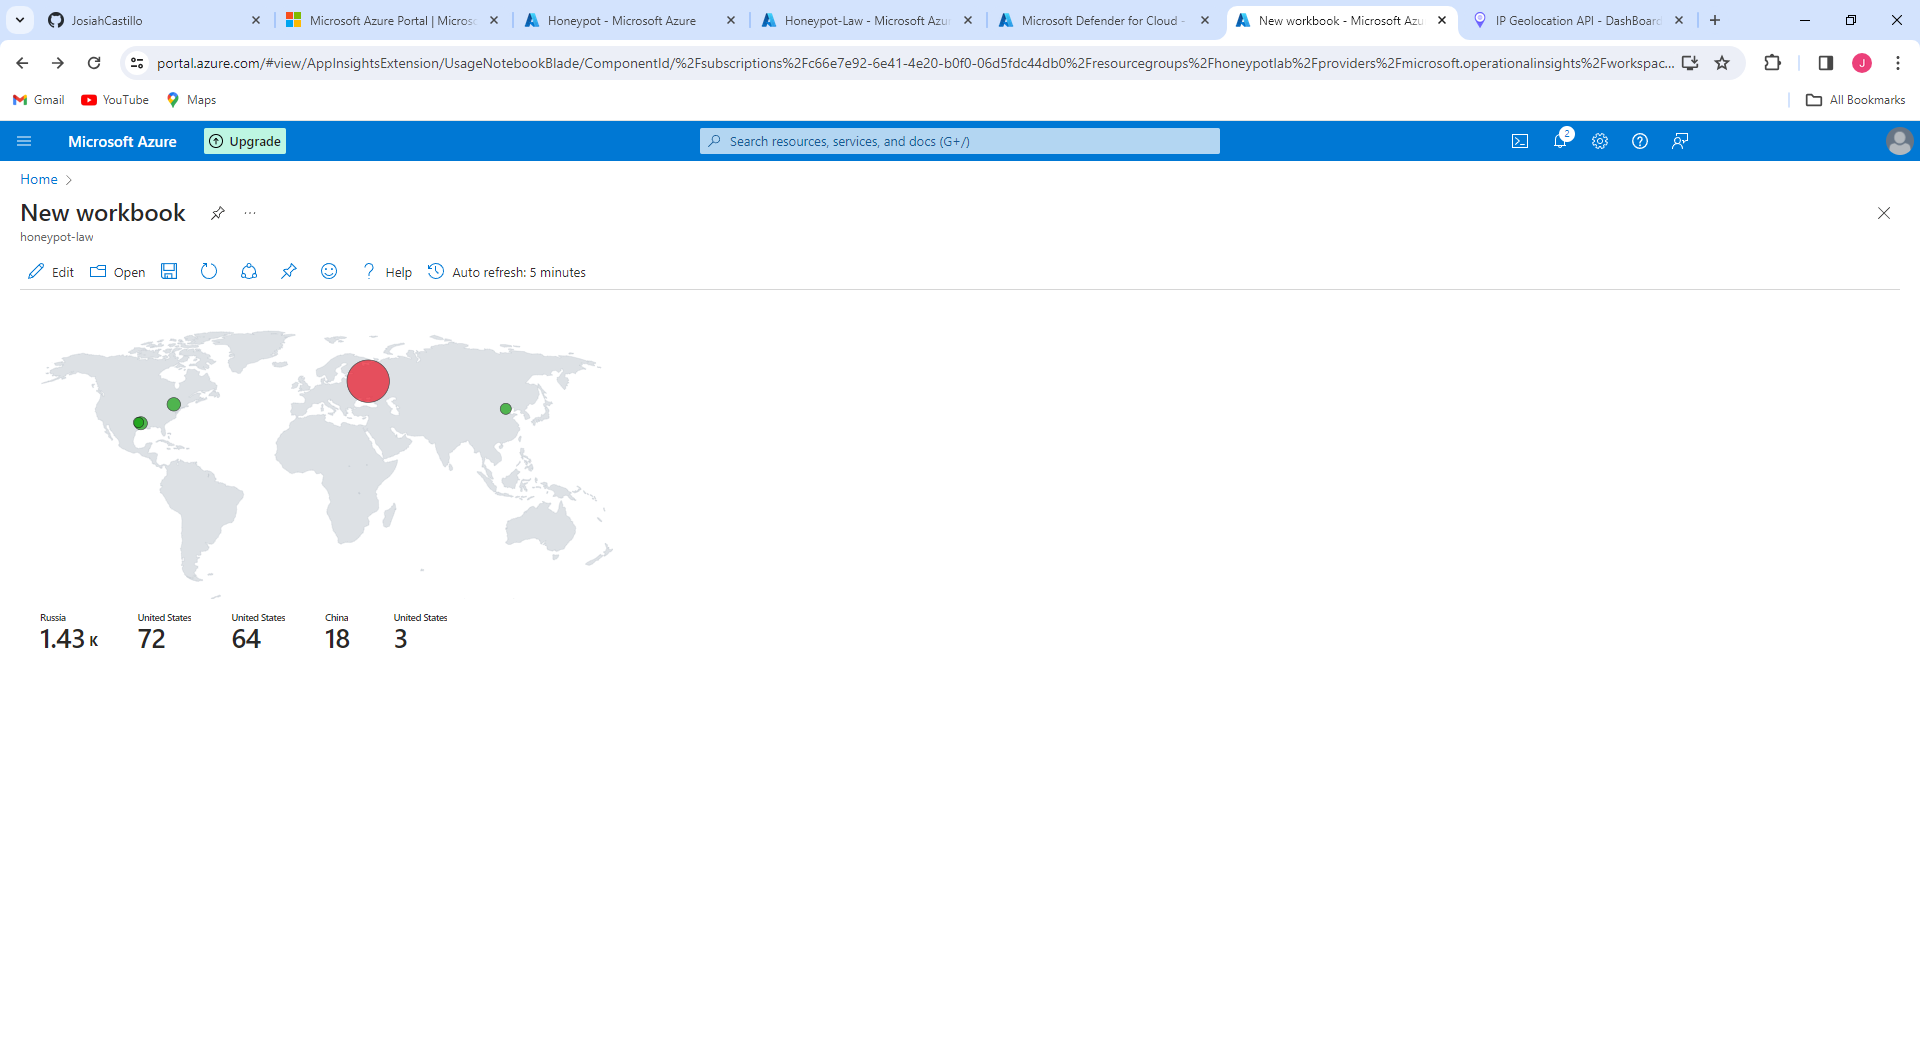 JosiahCastillo
Microsoft Azure Portal | Microso
Honeypot - Microsoft Azure
Honeypot-Law - Microsoft Azu
Microsoft Defender for Cloud -
New workbook - Microsoft Azu
IP Geolocation API - DashBoard
portal.azure.com/#view/AppInsightsExtension/UsageNotebookBlade/ComponentId/%2Fsubscriptions%2Fc66e7e92-6e41-4e20-b0f0-06d5fdc44db0%2Fresourcegroups%2Fhoneypotlab%2Fproviders%2Fmicrosoft.operationalinsights%2Fworkspac...
J
Gmail
YouTube
Maps
All Bookmarks
Microsoft Azure
Upgrade
Search resources, services, and docs (G+/)
2
Home
New workbook
honeypot-law
Edit
Open
Help
Auto refresh: 5 minutes
Russia
1.43 K
United States
72
United States
64
China
18
United States
3